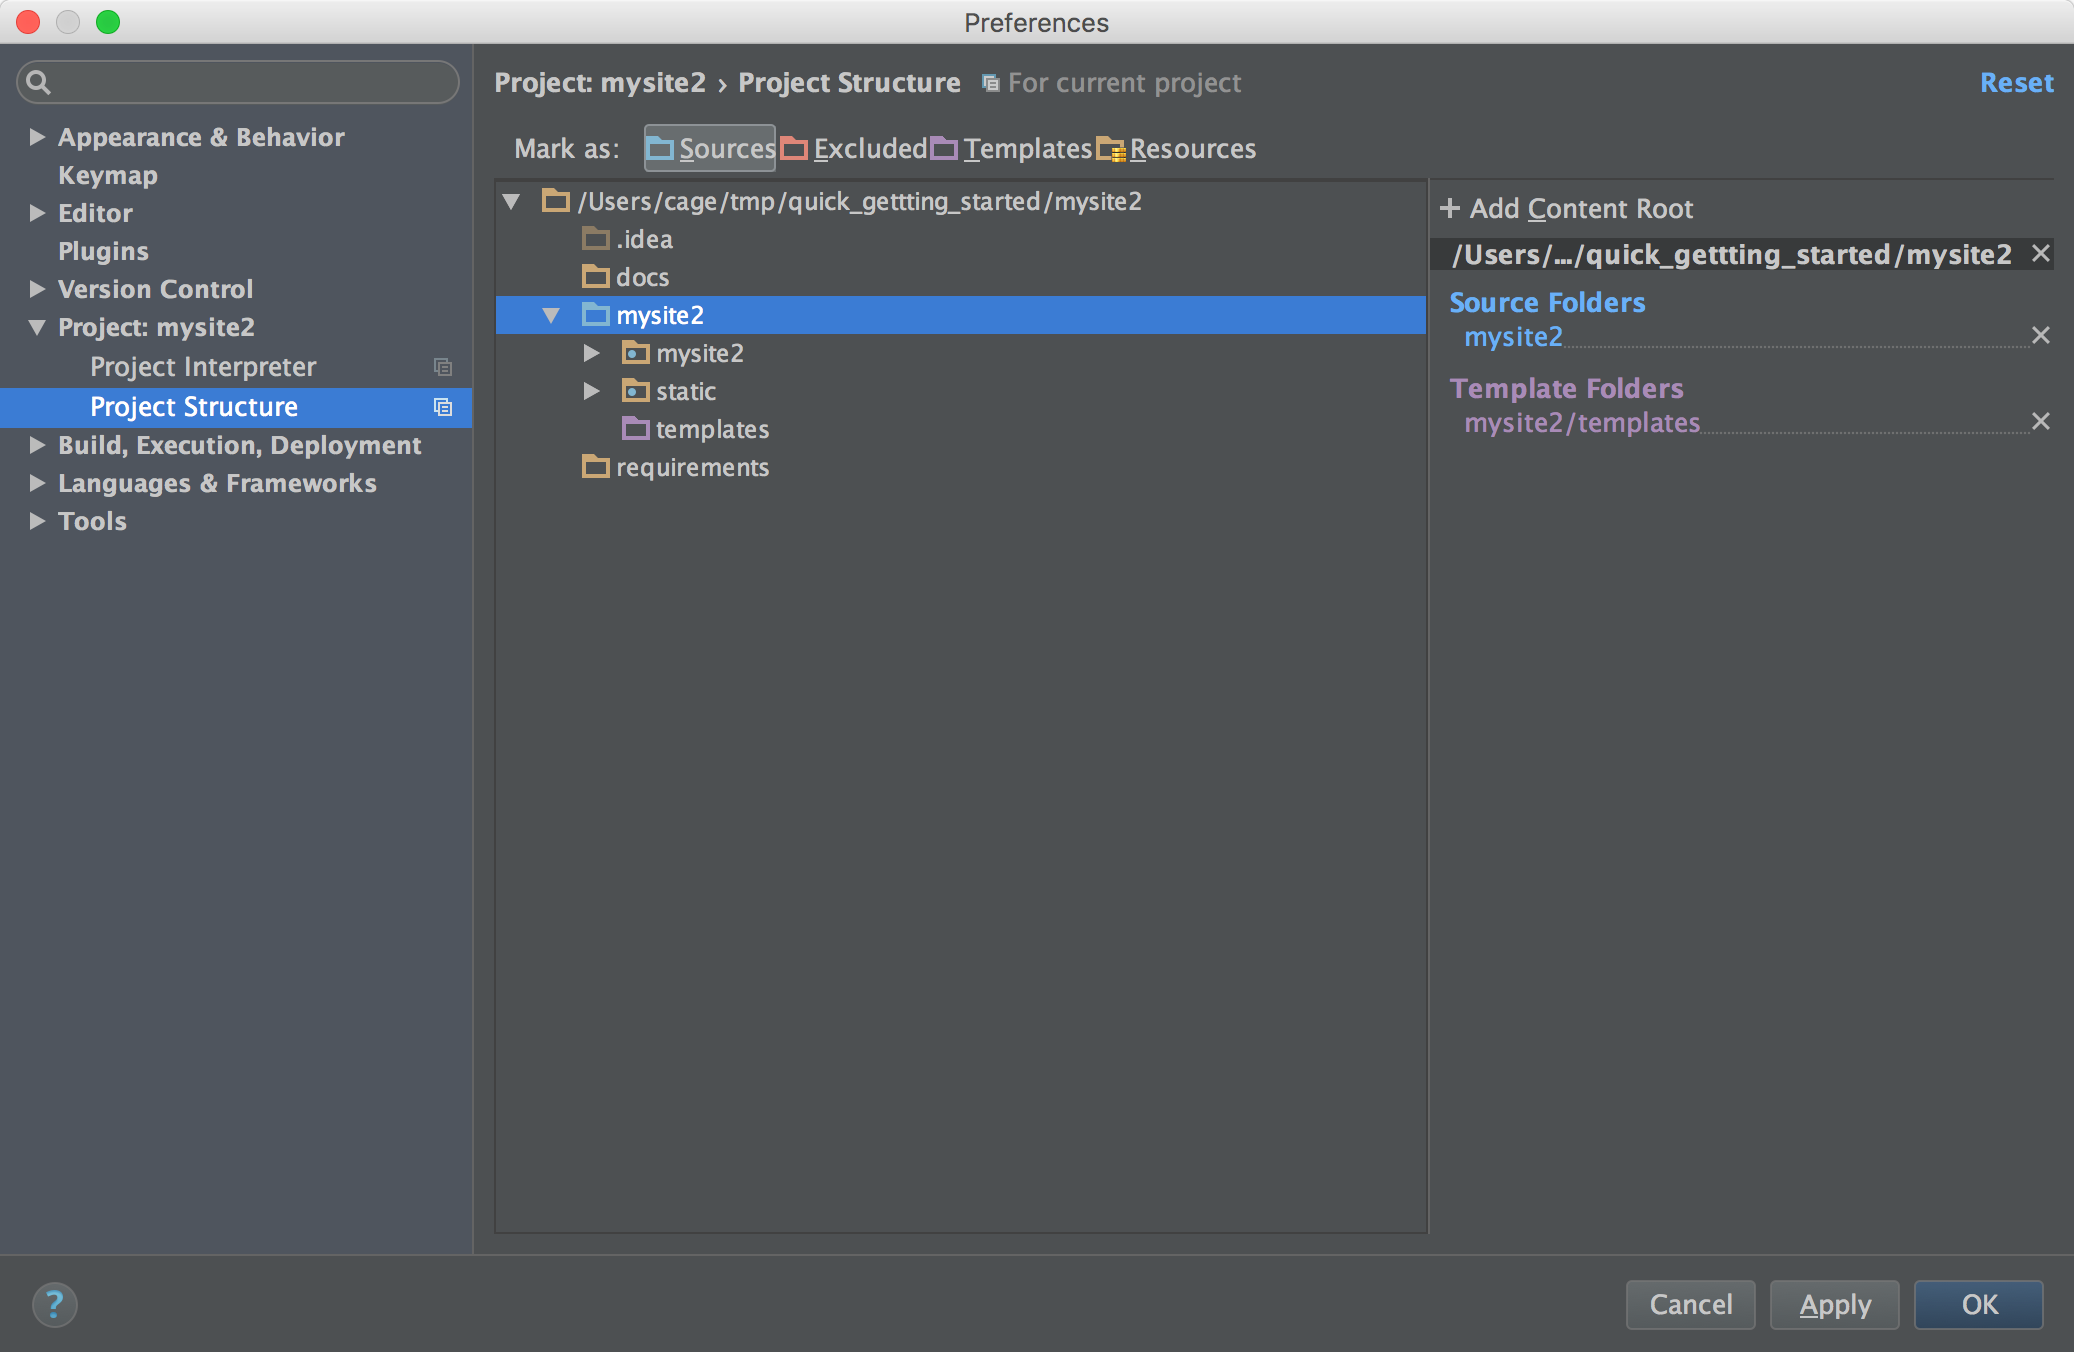 Preferences
Project: mysite2 › Project Structure For current project Reset
Appearance & Behavior
Keymap
Editor
Plugins
Version Control
Project: mysite2
Project Interpreter
Project Structure
Build, Execution, Deployment
Languages & Frameworks
Tools
Mark as: Sources Excluded Templates Resources
/Users/cage/tmp/quick_gettting_started/mysite2
.idea
docs
mysite2
mysite2
static
templates
requirements
+ Add Content Root
/Users/.../quick_gettting_started/mysite2
Source Folders
mysite2
Template Folders
mysite2/templates
? Cancel Apply OK